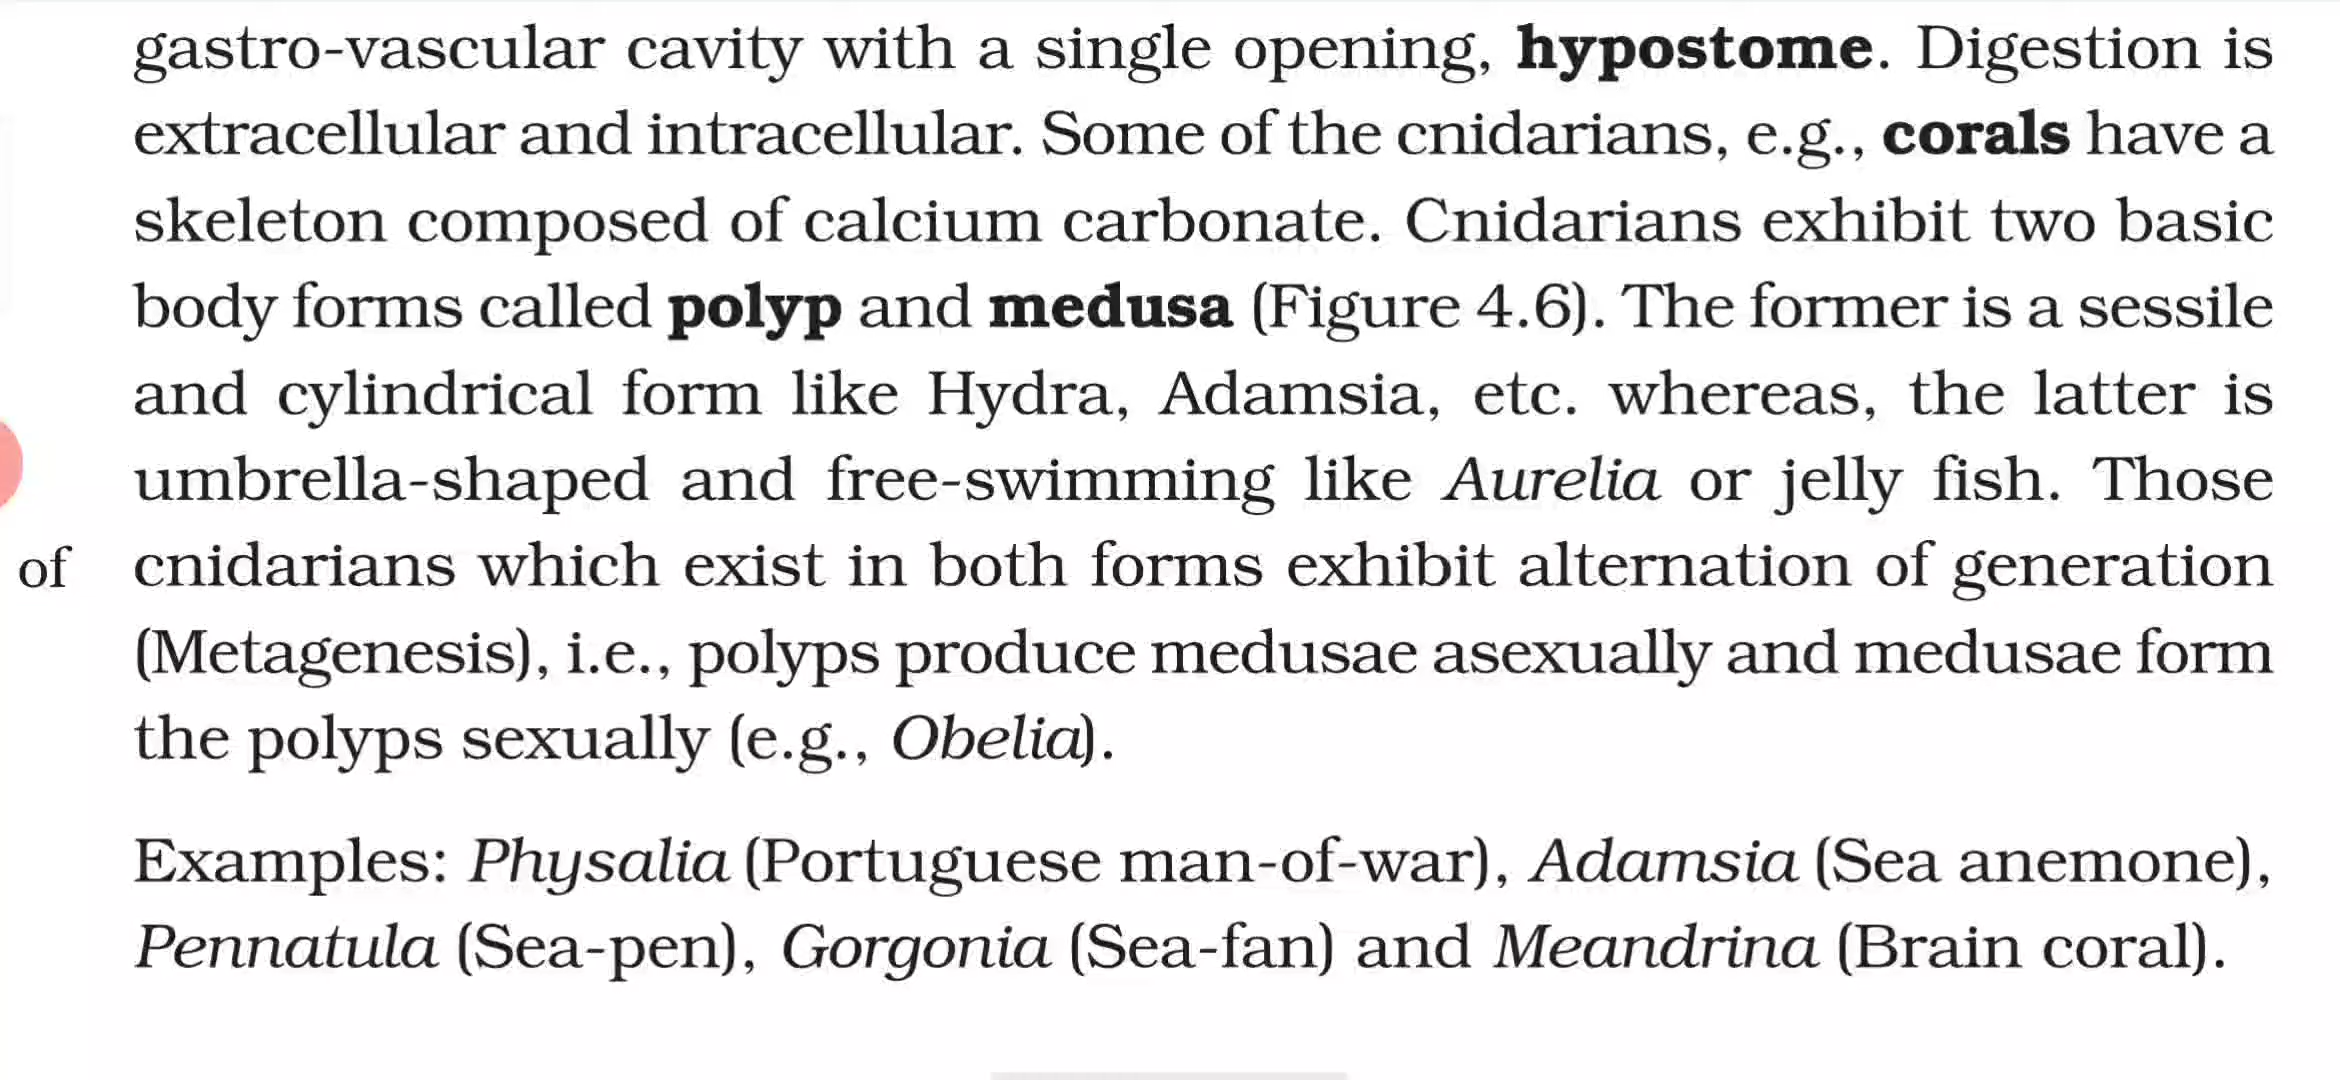 gastro-vascular cavity with a single opening, hypostome. Digestion is
extracellular and intracellular. Some of the cnidarians, e.g., corals have a
skeleton composed of calcium carbonate. Cnidarians exhibit two basic
body forms called polyp and medusa (Figure 4.6). The former is a sessile
and cylindrical form like Hydra, Adamsia, etc. whereas, the latter is
umbrella-shaped and free-swimming like Aurelia or jelly fish. Those
of cnidarians which exist in both forms exhibit alternation of generation
(Metagenesis), i.e., polyps produce medusae asexually and medusae form
the polyps sexually (e.g., Obelia).
Examples: Physalia (Portuguese man-of-war), Adamsia (Sea anemone),
Pennatula (Sea-pen), Gorgonia (Sea-fan) and Meandrina (Brain coral).